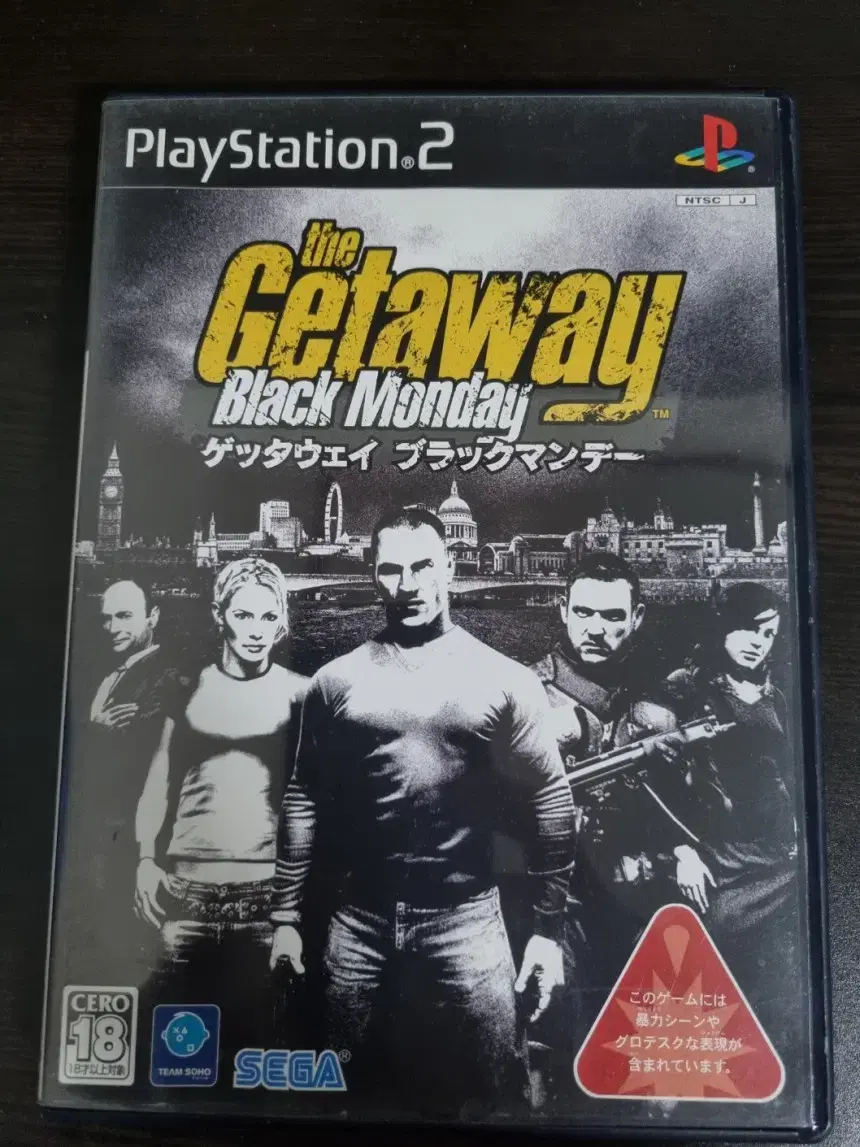 PlayStation®2
NTSC J
the
Getaway
Black Monday
TM
ゲッタウェイ ブラックマンデー
このゲームには
暴力シーンや
グロテスクな表現が
含まれています。
CERO
18
18才以上対象
TEAM SOHO
SEGA®